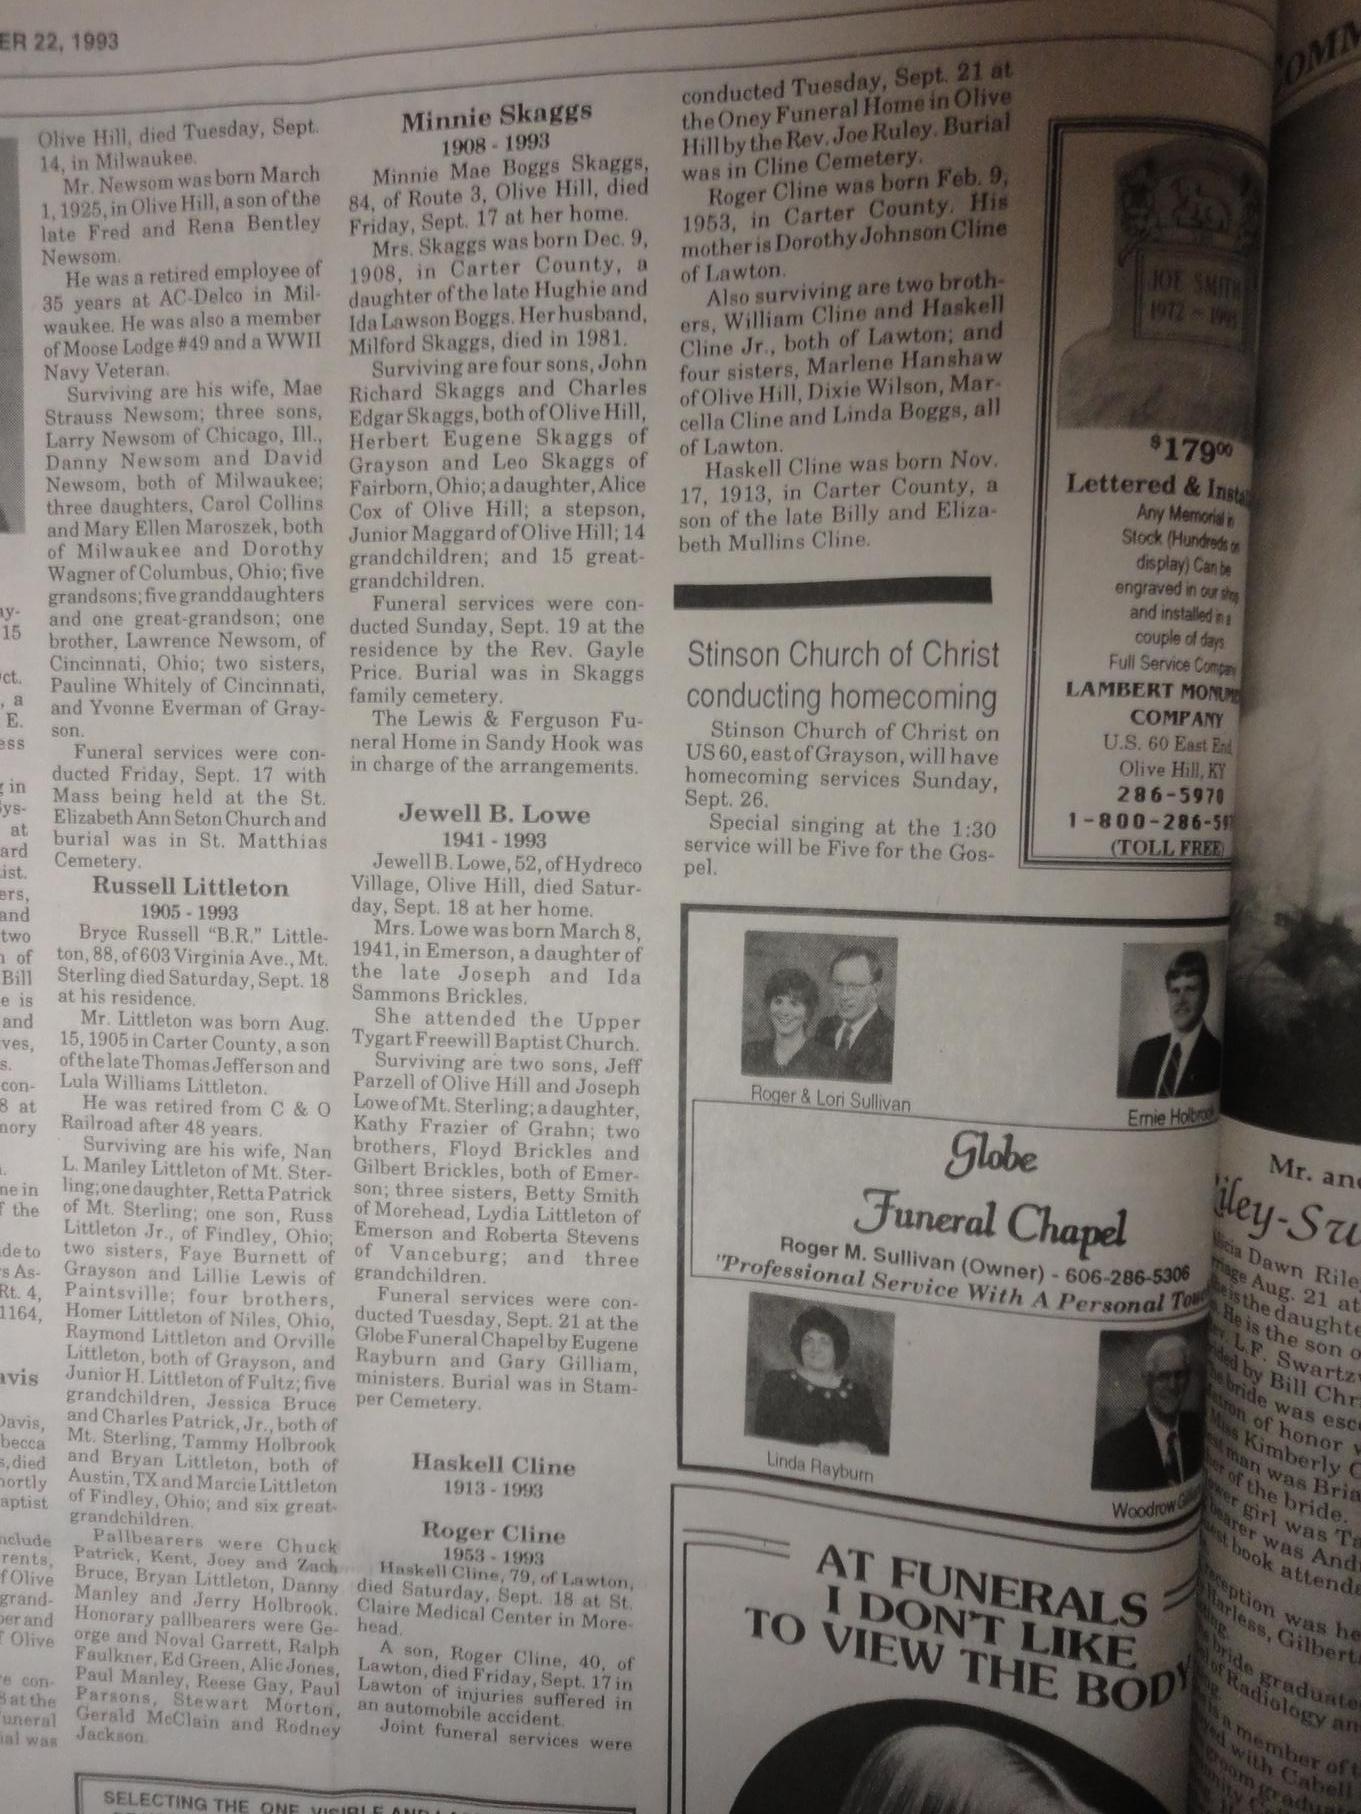 ER 22, 1993
Olive Hill, died Tuesday, Sept.
14, in Milwaukee.
Mr. Newsom was born March
1, 1925, in Olive Hill, a son of the
late Fred and Rena Bentley
Newsom.
He was a retired employee of
35 years at AC-Delco in Mil-
waukee. He was also a member
of Moose Lodge #49 and a WWII
Navy Veteran.
Surviving are his wife, Mae
Strauss Newsom; three sons,
Larry Newsom of Chicago, Ill.,
Danny Newsom and David
Newsom, both of Milwaukee;
three daughters, Carol Collins
and Mary Ellen Maroszek, both
of Milwaukee and Dorothy
Wagner of Columbus, Ohio; five
grandsons; five granddaughters
and one great-grandson; one
brother, Lawrence Newsom, of
Cincinnati, Ohio; two sisters,
Pauline Whitely of Cincinnati,
and Yvonne Everman of Gray-
son.
Funeral services were con-
ducted Friday, Sept. 17 with
Mass being held at the St.
Elizabeth Ann Seton Church and
burial was in St. Matthias
Cemetery.
Russell Littleton
1905 - 1993
Bryce Russell "B.R." Little-
ton, 88, of 603 Virginia Ave., Mt.
Sterling died Saturday, Sept. 18
at his residence.
Mr. Littleton was born Aug.
15, 1905 in Carter County, a son
of the late Thomas Jefferson and
Lula Williams Littleton.
He was retired from C & O
Railroad after 48 years.
Surviving are his wife, Nan
L. Manley Littleton of Mt. Ster-
ling; one daughter, Retta Patrick
of Mt. Sterling; one son, Russ
Littleton Jr., of Findley, Ohio;
two sisters, Faye Burnett of
Grayson and Lillie Lewis of
Paintsville; four brothers,
Homer Littleton of Niles, Ohio,
Raymond Littleton and Orville
Littleton, both of Grayson, and
Junior H. Littleton of Fultz; five
grandchildren, Jessica Bruce
and Charles Patrick, Jr., both of
Mt. Sterling, Tammy Holbrook
and Bryan Littleton, both of
Austin, TX and Marcie Littleton
of Findley, Ohio; and six great-
grandchildren.
Pallbearers were Chuck
Patrick, Kent, Joey and Zach
Bruce, Bryan Littleton, Danny
Manley and Jerry Holbrook.
Honorary pallbearers were Ge-
orge and Noval Garrett, Ralph
Faulkner, Ed Green, Alic Jones,
Paul Manley, Reese Gay, Paul
Parsons, Stewart Morton,
Gerald McClain and Rodney
Jackson.
SELECTING THE ONE
Minnie Skaggs
1908 - 1993
Minnie Mae Boggs Skaggs,
84, of Route 3, Olive Hill, died
Friday, Sept. 17 at her home.
Mrs. Skaggs was born Dec. 9,
1908, in Carter County, a
daughter of the late Hughie and
Ida Lawson Boggs. Her husband,
Milford Skaggs, died in 1981.
Surviving are four sons, John
Richard Skaggs and Charles
Edgar Skaggs, both of Olive Hill,
Herbert Eugene Skaggs of
Grayson and Leo Skaggs of
Fairborn, Ohio; a daughter, Alice
Cox of Olive Hill; a stepson,
Junior Maggard of Olive Hill; 14
grandchildren; and 15 great-
grandchildren.
Funeral services were con-
ducted Sunday, Sept. 19 at the
residence by the Rev. Gayle
Price. Burial was in Skaggs
family cemetery.
The Lewis & Ferguson Fu-
neral Home in Sandy Hook was
in charge of the arrangements.
Jewell B. Lowe
1941 - 1993
Jewell B. Lowe, 52, of Hydreco
Village, Olive Hill, died Satur-
day, Sept. 18 at her home.
Mrs. Lowe was born March 8,
1941, in Emerson, a daughter of
the late Joseph and Ida
Sammons Brickles.
She attended the Upper
Tygart Freewill Baptist Church.
Surviving are two sons, Jeff
Parzell of Olive Hill and Joseph
Lowe of Mt. Sterling; a daughter,
Kathy Frazier of Grahn; two
brothers, Floyd Brickles and
Gilbert Brickles, both of Emer-
son; three sisters, Betty Smith
of Morehead, Lydia Littleton of
Emerson and Roberta Stevens
of Vanceburg; and three
grandchildren.
Funeral services were con-
ducted Tuesday, Sept. 21 at the
Globe Funeral Chapel by Eugene
Rayburn and Gary Gilliam,
ministers. Burial was in Stam-
per Cemetery.
Haskell Cline
1913 - 1993
Roger Cline
1953 - 1993
Haskell Cline, 79, of Lawton,
died Saturday, Sept. 18 at St.
Claire Medical Center in More-
head.
A son, Roger Cline, 40, of
Lawton, died Friday, Sept. 17 in
Lawton of injuries suffered in
an automobile accident.
Joint funeral services were
conducted Tuesday, Sept. 21 at
the Oney Funeral Home in Olive
Hill by the Rev. Joe Ruley. Burial
was in Cline Cemetery.
Roger Cline was born Feb. 9,
1953, in Carter County. His
mother is Dorothy Johnson Cline
of Lawton.
Also surviving are two broth-
ers, William Cline and Haskell
Cline Jr., both of Lawton; and
four sisters, Marlene Hanshaw
of Olive Hill, Dixie Wilson, Mar-
cella Cline and Linda Boggs, all
of Lawton.
Haskell Cline was born Nov.
17, 1913, in Carter County, a
son of the late Billy and Eliza-
beth Mullins Cline.
Stinson Church of Christ
conducting homecoming
Stinson Church of Christ on
US 60, east of Grayson, will have
homecoming services Sunday,
Sept. 26.
Special singing at the 1:30
service will be Five for the Gos-
pel.
JOE SMITH
$179.00
Lettered &
Any Memorial in
Stock (Hundreds on
display) Can be
engraved in our shop
and installed in a
couple of days
Full Service Company
LAMBERT
COMPANY
U.S. 60 East End
Olive Hill, KY
286-5970
1-800-286-59
(TOLL FREE)
Roger & Lori Sullivan
Ernie Holbrook
Globe
Funeral Chapel
Roger M. Sullivan (Owner) - 606-286-5306
"Professional Service With A Personal
Linda Rayburn
Woodrow
AT FUNERALS
I DON'T LIKE
TO VIEW THE BODY